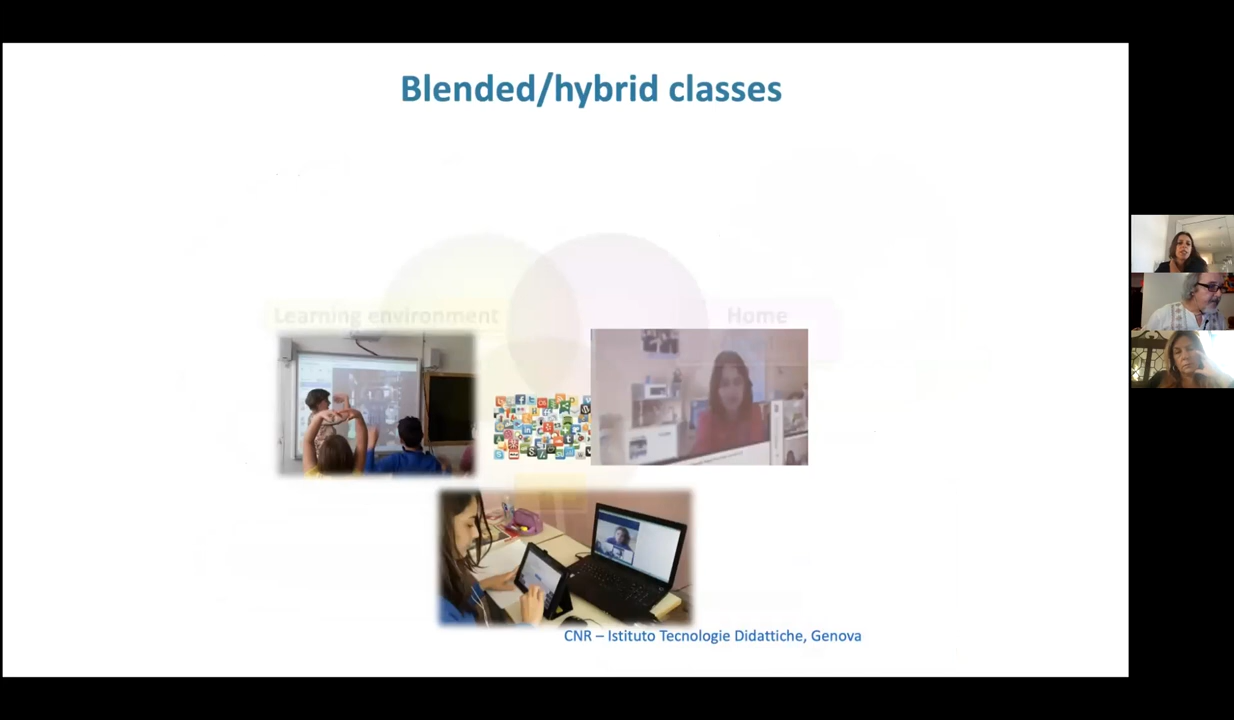 Blended/hybrid classes
Learning environment
Home
CNR – Istituto Tecnologie Didattiche, Genova